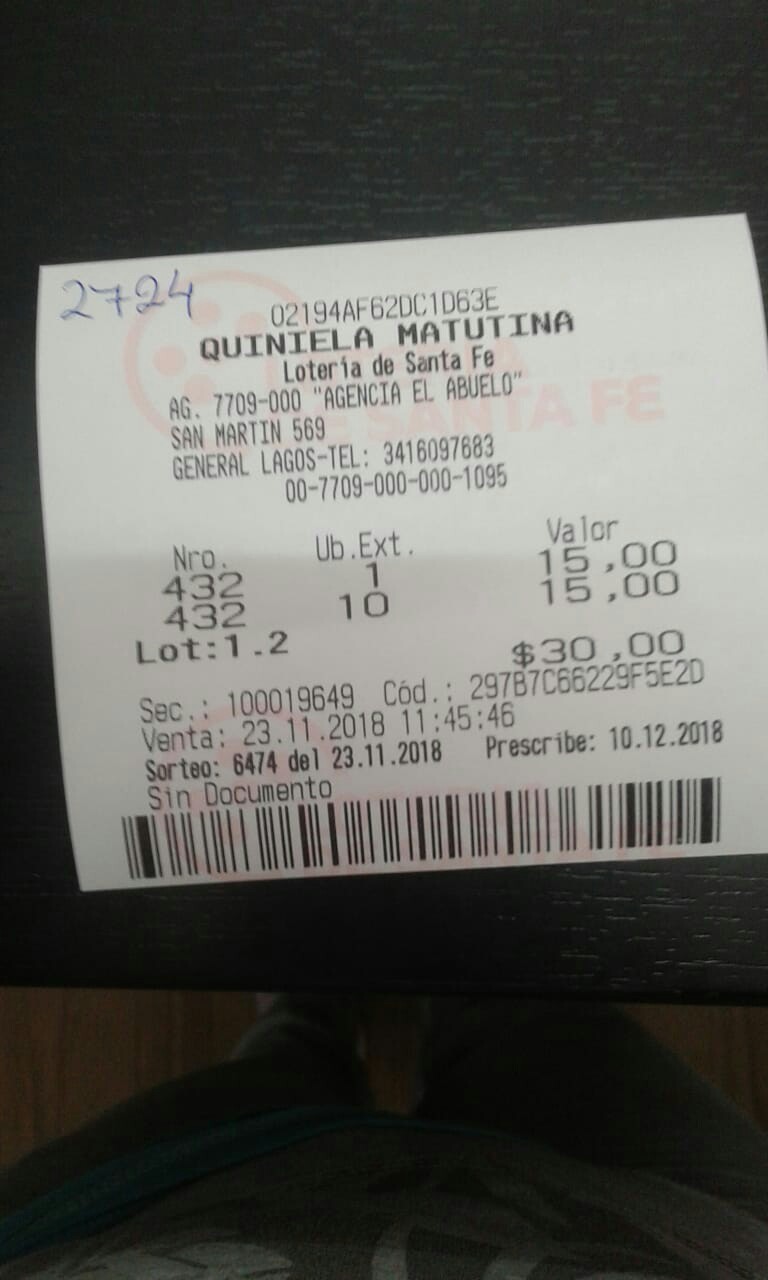 2724
02194AF62DC1D63E
QUINIELA MATUTINA
Lotería de Santa Fe
AG. 7709-000 "AGENCIA EL ABUELO"
SAN MARTIN 569
GENERAL LAGOS-TEL: 3416097683
00-7709-000-000-1095
Nro. Ub.Ext. Valor
432 1 15,00
432 10 15,00
Lot:1.2 $30,00
Sec.: 100019649 Cód.: 297B7C66229F5E2D
Venta: 23.11.2018 11:45:46
Sorteo: 6474 del 23.11.2018 Prescribe: 10.12.2018
Sin Documento